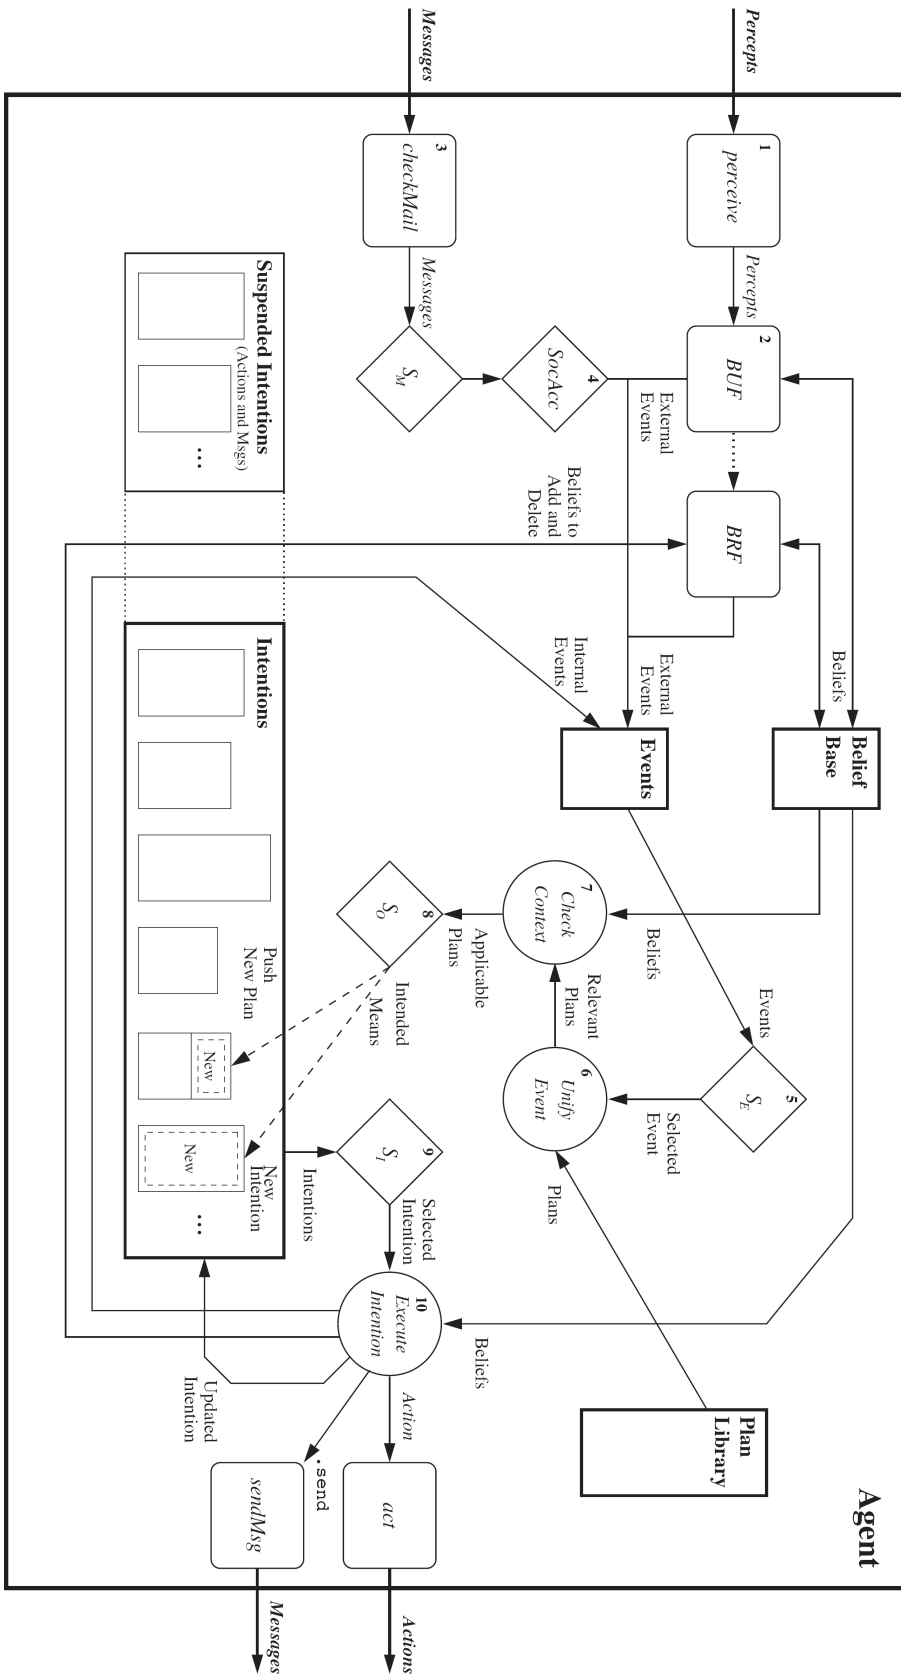 Agent
Percepts
1
perceive
Percepts
2
BUF
BRF
Beliefs
Belief
Base
Plan
Library
Messages
3
checkMail
Messages
S_M
4
SocAcc
External
Events
Beliefs to
Add and
Delete
External
Events
Internal
Events
Events
Events
5
S_E
Selected
Event
Beliefs
7
Check
Context
Relevant
Plans
6
Unify
Event
Plans
Applicable
Plans
8
S_O
Intended
Means
9
S_I
Selected
Intention
Intentions
10
Execute
Intention
Beliefs
Action
act
Actions
.send
sendMsg
Messages
Updated
Intention
Suspended Intentions
(Actions and Msgs)
...
Intentions
Push
New Plan
New
New
Intention
New
...